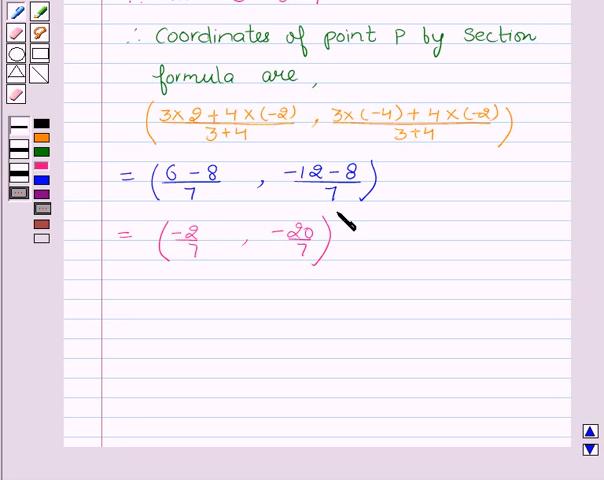 ∴ Coordinates of point P by section
formula are,
(3×2+4×(-2)/3+4 , 3×(-4)+4×(-2)/3+4)
= (6-8/7 , -12-8/7)
= (-2/7 , -20/7)